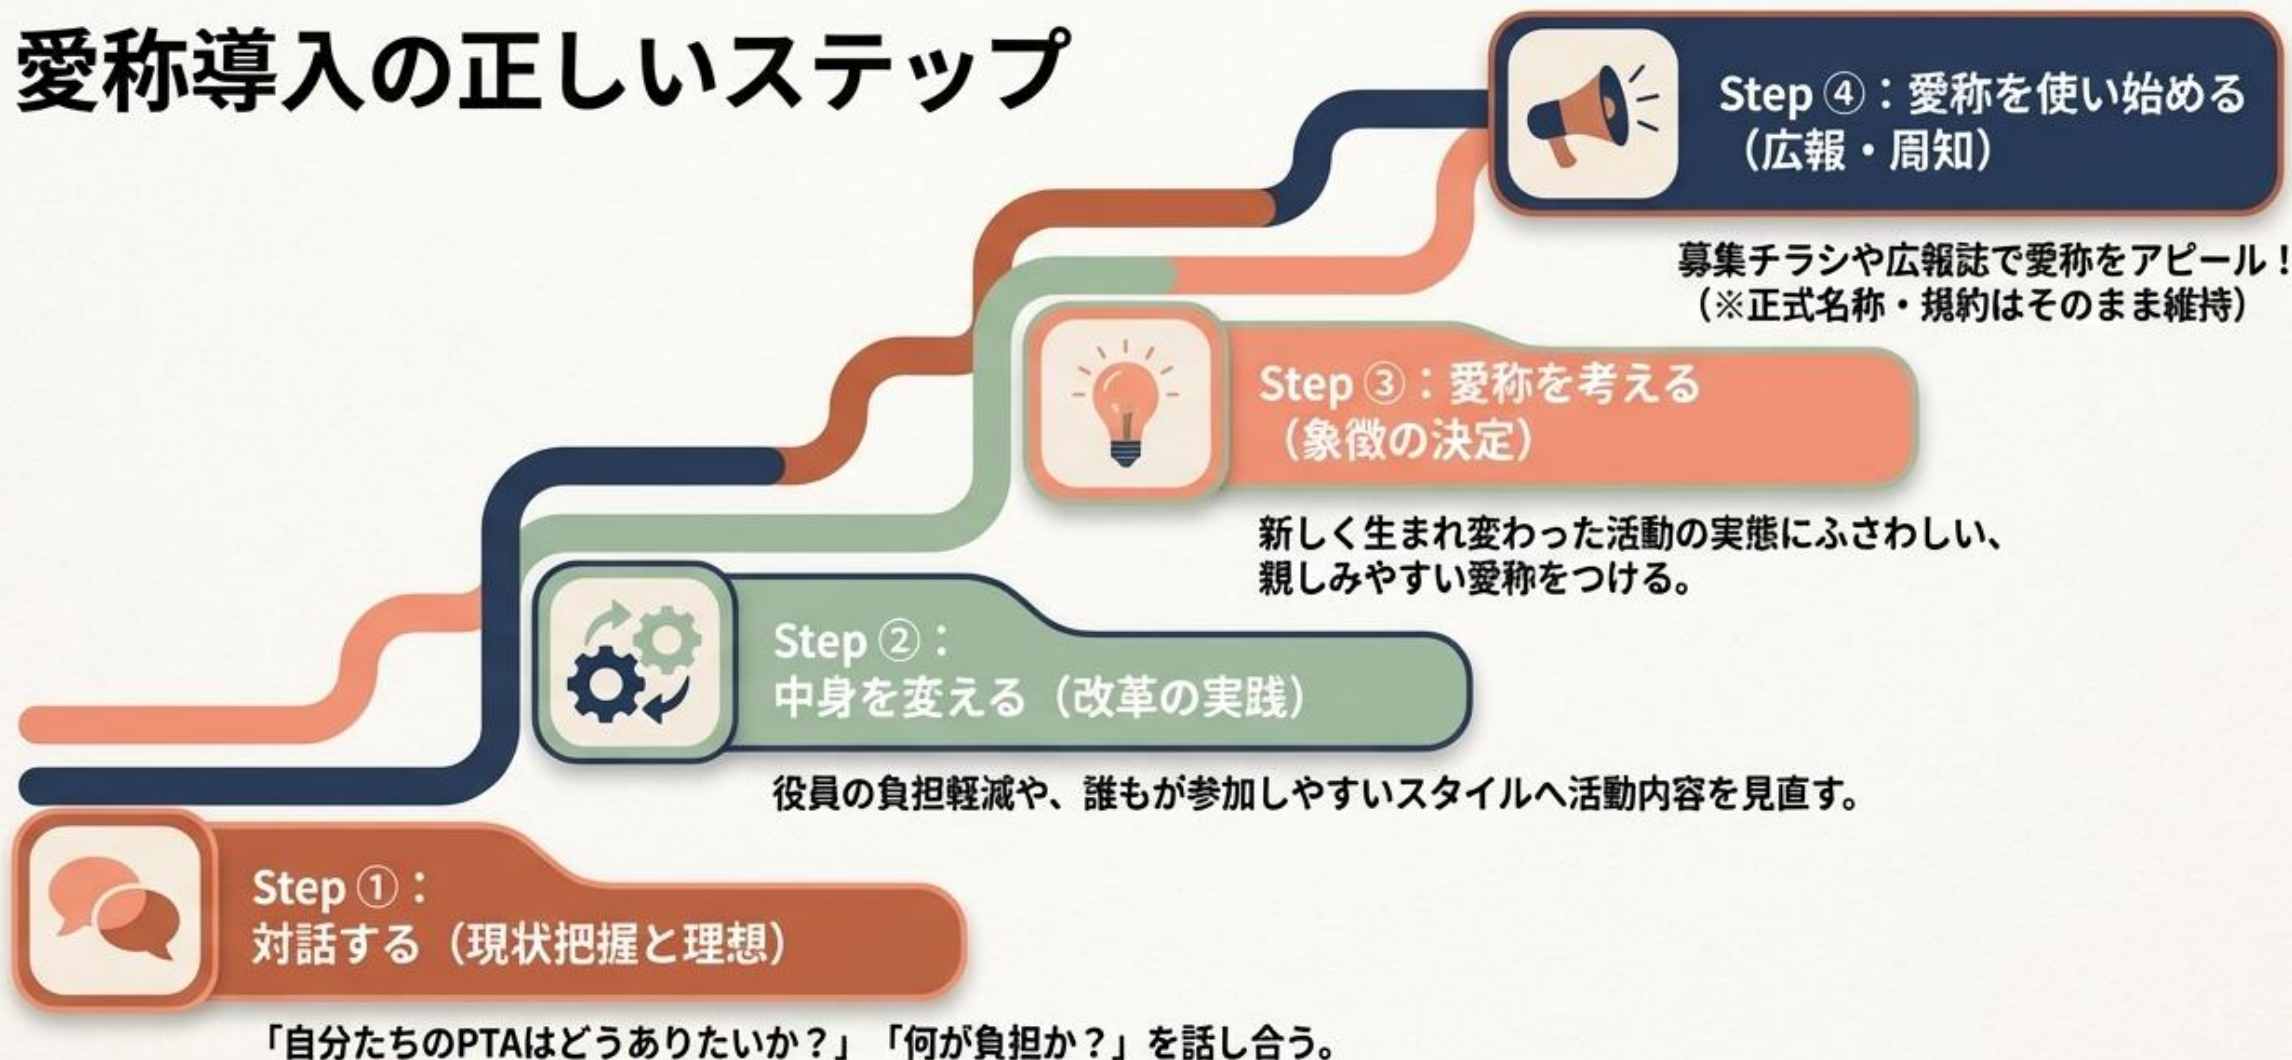 愛称導入の正しいステップ
Step ④：愛称を使い始める
（広報・周知）
募集チラシや広報誌で愛称をアピール！
（※正式名称・規約はそのまま維持）
Step ③：愛称を考える
（象徴の決定）
新しく生まれ変わった活動の実態にふさわしい、
親しみやすい愛称をつける。
Step ②：
中身を変える（改革の実践）
役員の負担軽減や、誰もが参加しやすいスタイルへ活動内容を見直す。
Step ①：
対話する（現状把握と理想）
「自分たちのPTAはどうありたいか？」「何が負担か？」を話し合う。